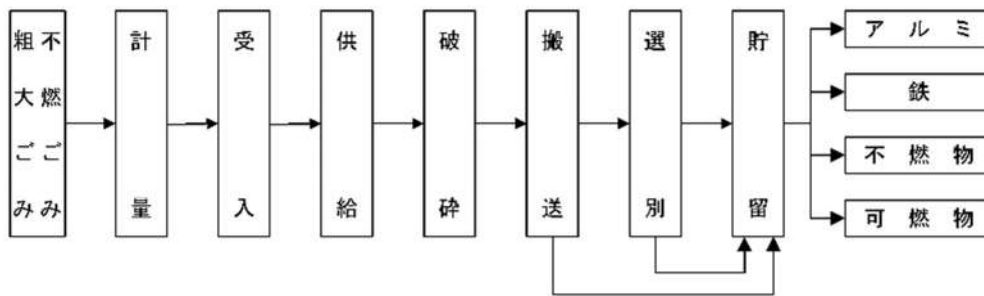 不燃ごみ
粗大ごみ
計量
受入
供給
破砕
搬送
選別
貯留
アルミ
鉄
不燃物
可燃物